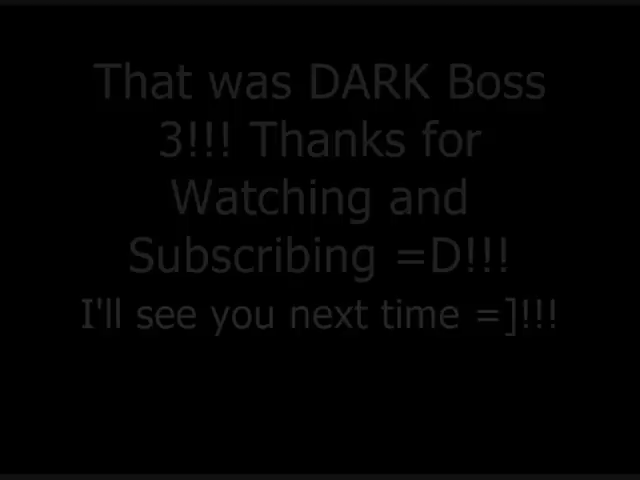 That was DARK Boss
3!!! Thanks for
Watching and
Subscribing =D!!!
I'll see you next time =]!!!